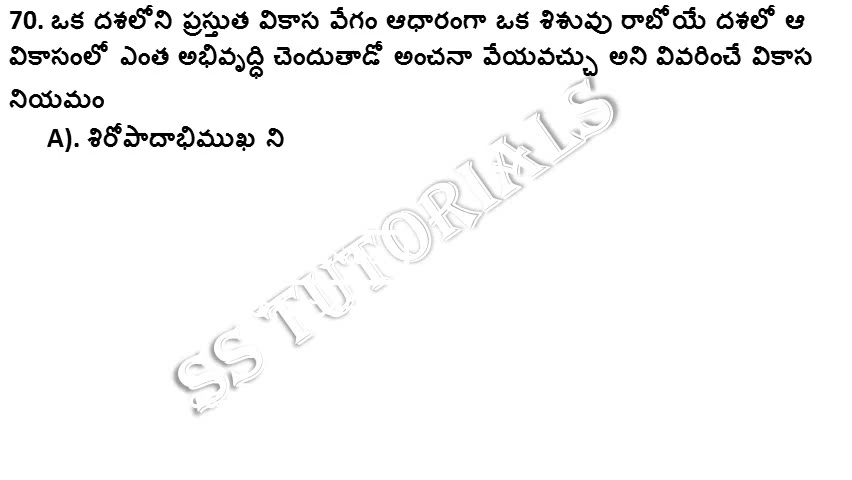 70. ఒక దశలోని ప్రస్తుత వికాస వేగం ఆధారంగా ఒక శిశువు రాబోయే దశలో ఆ
వికాసంలో ఎంత అభివృద్ధి చెందుతాడో అంచనా వేయవచ్చు అని వివరించే వికాస
నియమం
A). శిరోపాదాభిముఖ ని
SS TUTORIALS